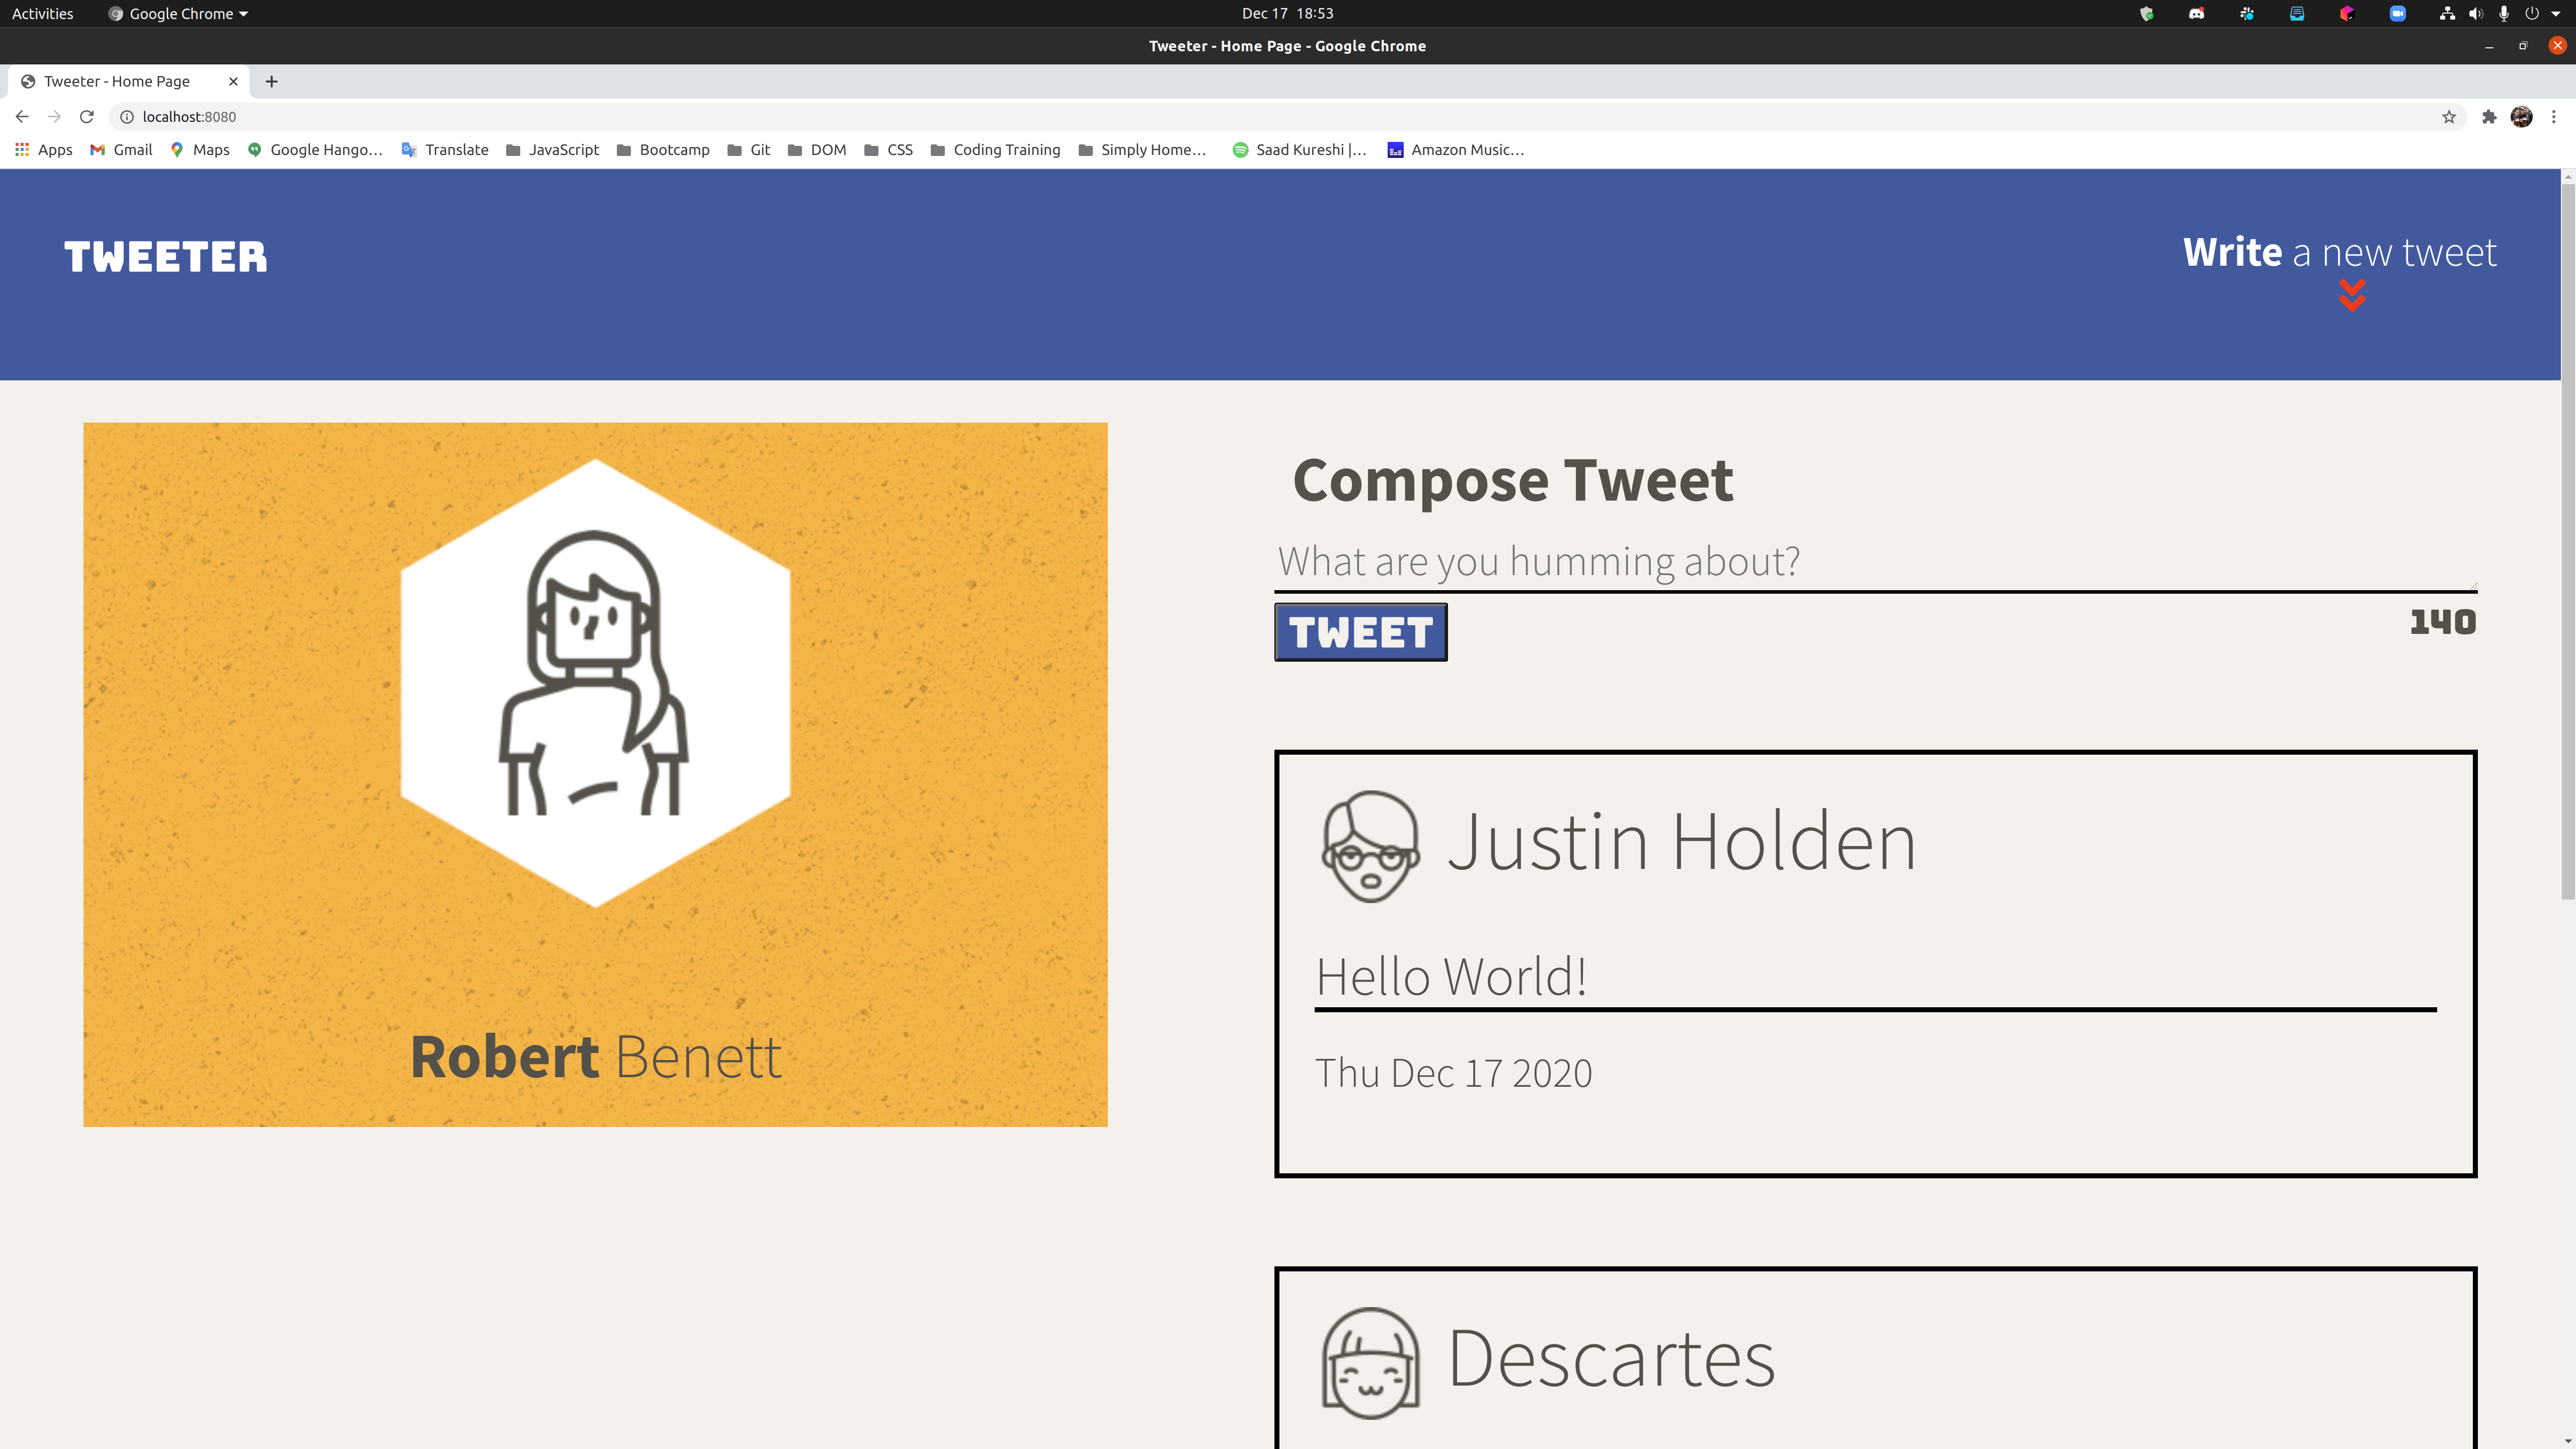 Activities Google Chrome Dec 17 18:53
Tweeter - Home Page - Google Chrome
Tweeter - Home Page
localhost:8080
Apps Gmail Maps Google Hango… Translate JavaScript Bootcamp Git DOM CSS Coding Training Simply Home… Saad Kureshi |… Amazon Music…
TWEETER
Write a new tweet
Robert Benett
Compose Tweet
What are you humming about?
TWEET 140
Justin Holden
Hello World!
Thu Dec 17 2020
Descartes